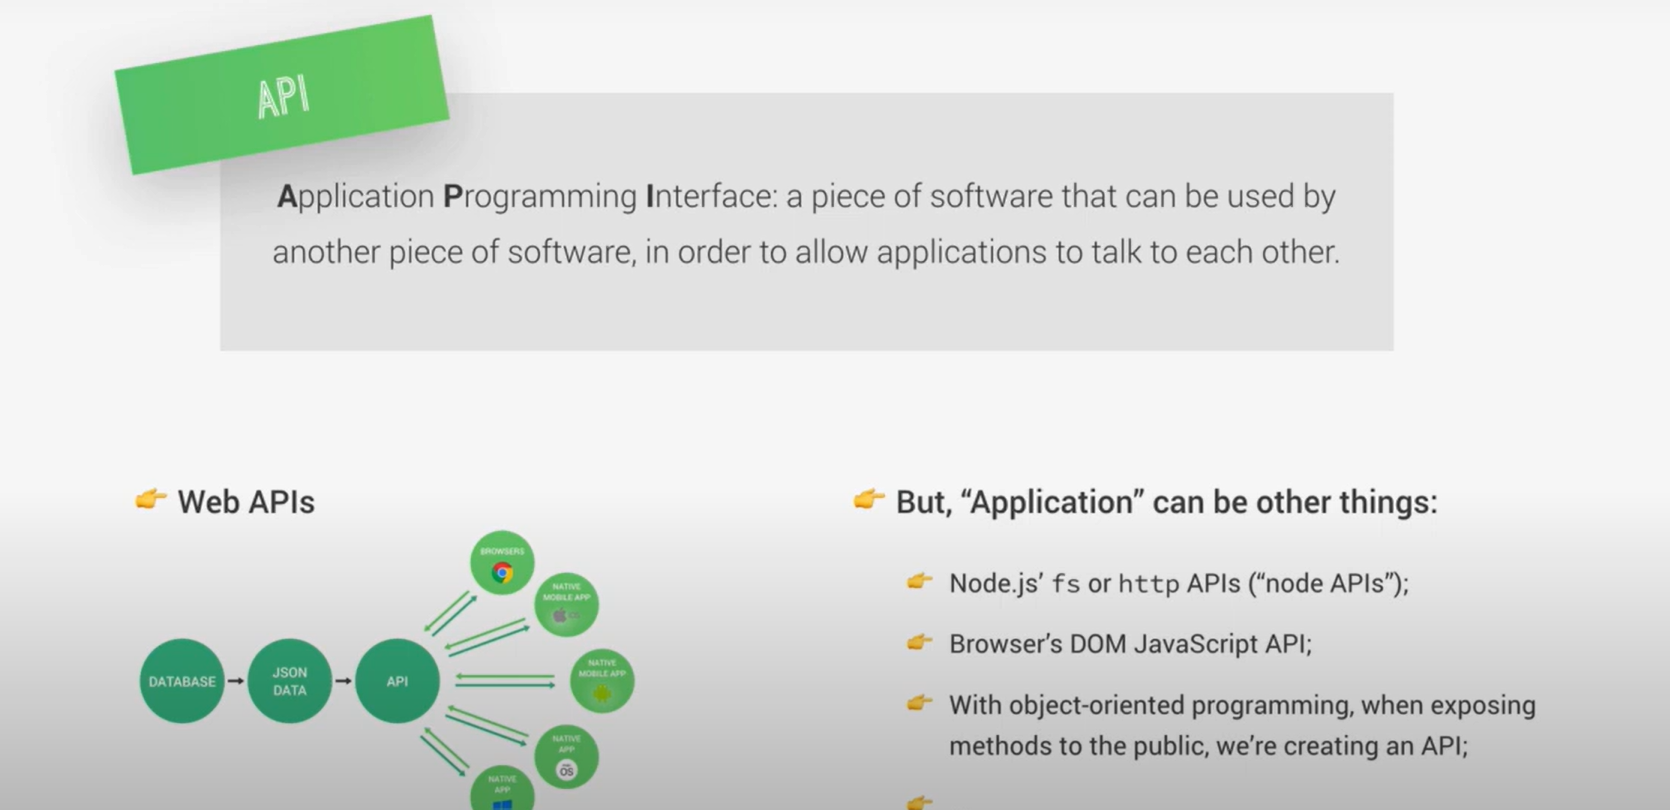 API
Application Programming Interface: a piece of software that can be used by
another piece of software, in order to allow applications to talk to each other.
👉 Web APIs
BROWSERS
NATIVE
MOBILE APP
DATABASE
JSON
DATA
API
NATIVE
MOBILE APP
NATIVE
APP
OS
NATIVE
APP
👉 But, “Application” can be other things:
👉 Node.js’ fs or http APIs (“node APIs”);
👉 Browser’s DOM JavaScript API;
👉 With object-oriented programming, when exposing
methods to the public, we’re creating an API;